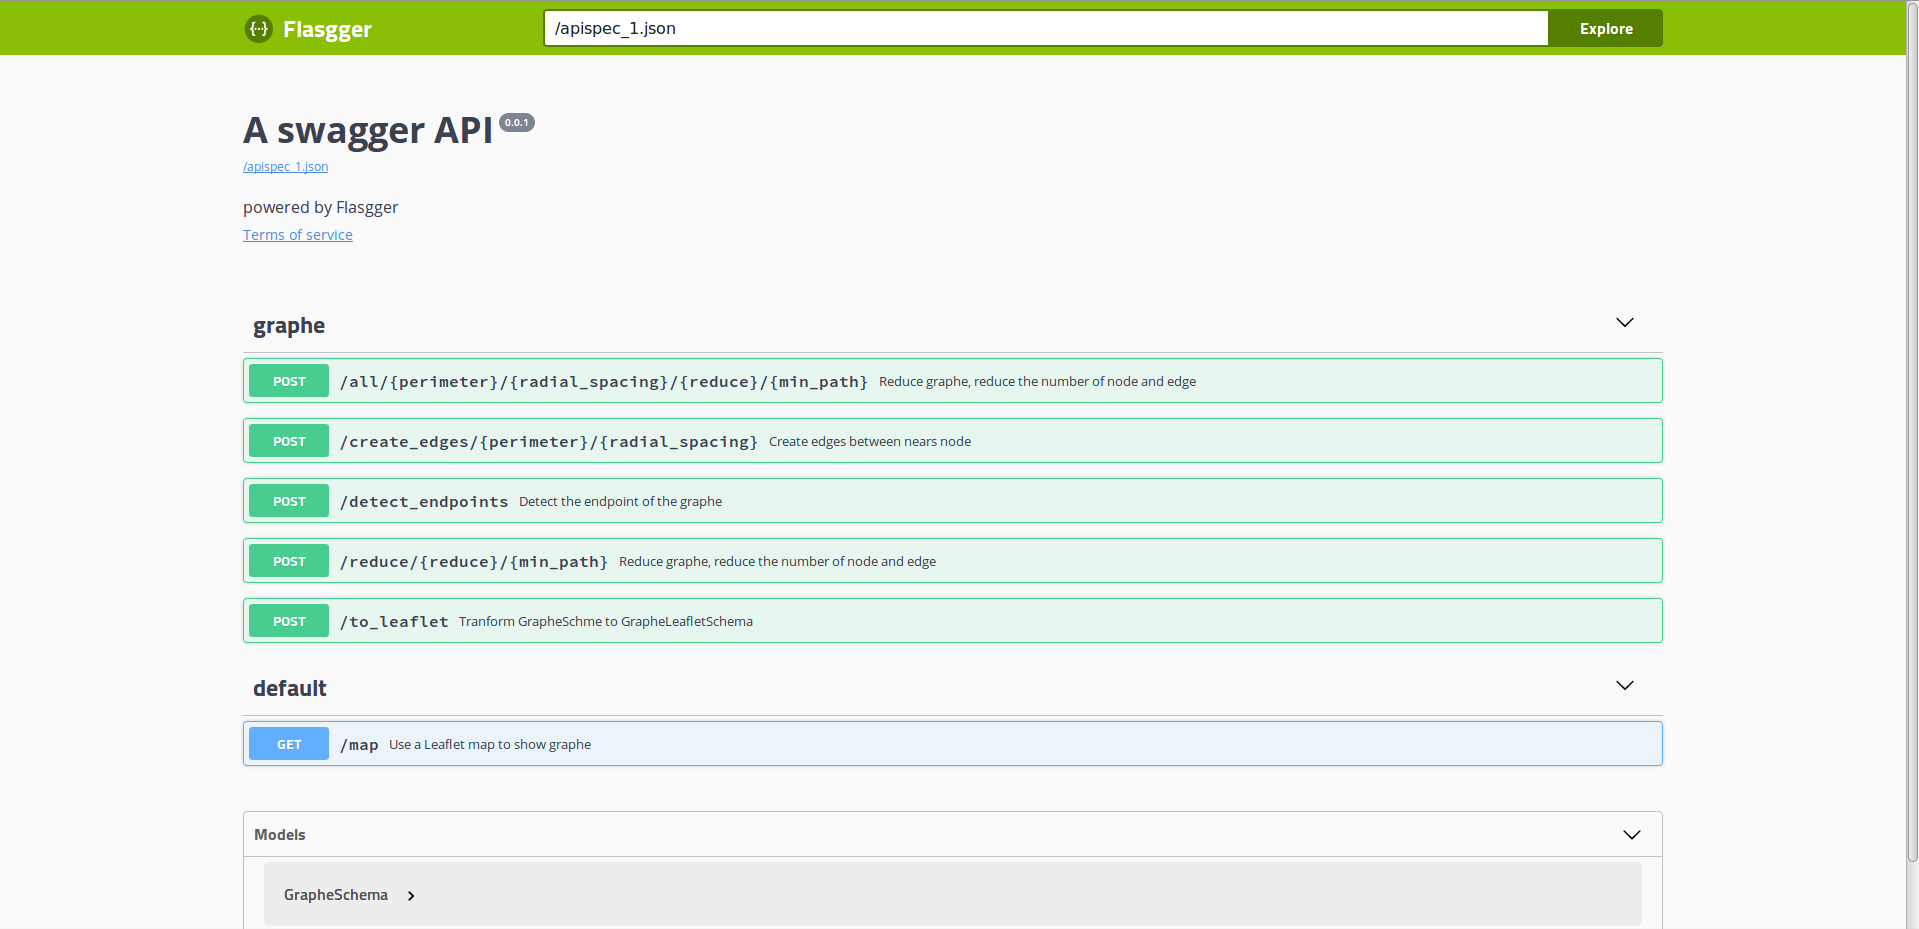 {···} Flasgger /apispec_1.json Explore
A swagger API 0.0.1
/apispec_1.json
powered by Flasgger
Terms of service
graphe
POST /all/{perimeter}/{radial_spacing}/{reduce}/{min_path} Reduce graphe, reduce the number of node and edge
POST /create_edges/{perimeter}/{radial_spacing} Create edges between nears node
POST /detect_endpoints Detect the endpoint of the graphe
POST /reduce/{reduce}/{min_path} Reduce graphe, reduce the number of node and edge
POST /to_leaflet Tranform GrapheSchme to GrapheLeafletSchema
default
GET /map Use a Leaflet map to show graphe
Models
GrapheSchema